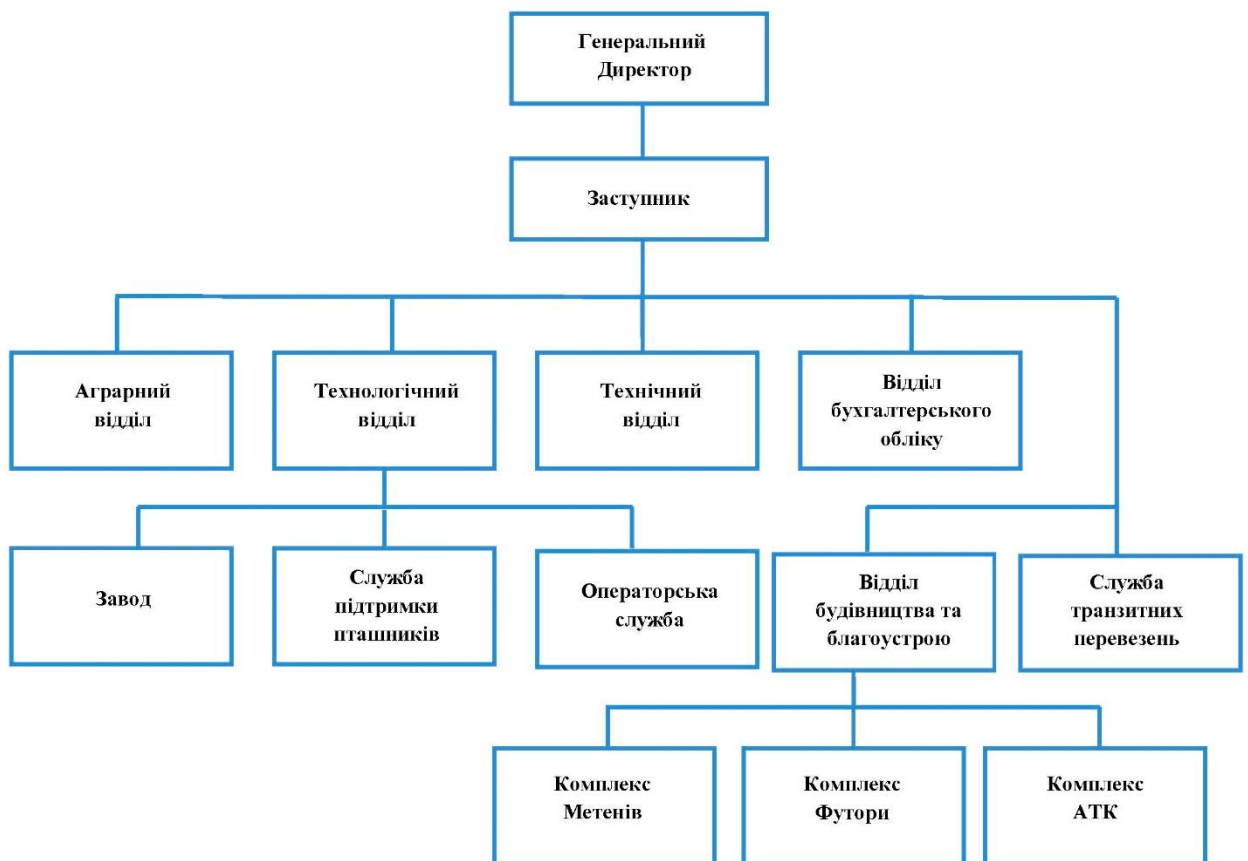 Генеральний
Директор
Заступник
Аграрний
відділ
Технологічний
відділ
Технічний
відділ
Відділ
бухгалтерського
обліку
Завод
Служба
підтримки
пташників
Операторська
служба
Відділ
будівництва та
благоустрою
Служба
транзитних
перевезень
Комплекс
Метенів
Комплекс
Футори
Комплекс
АТК